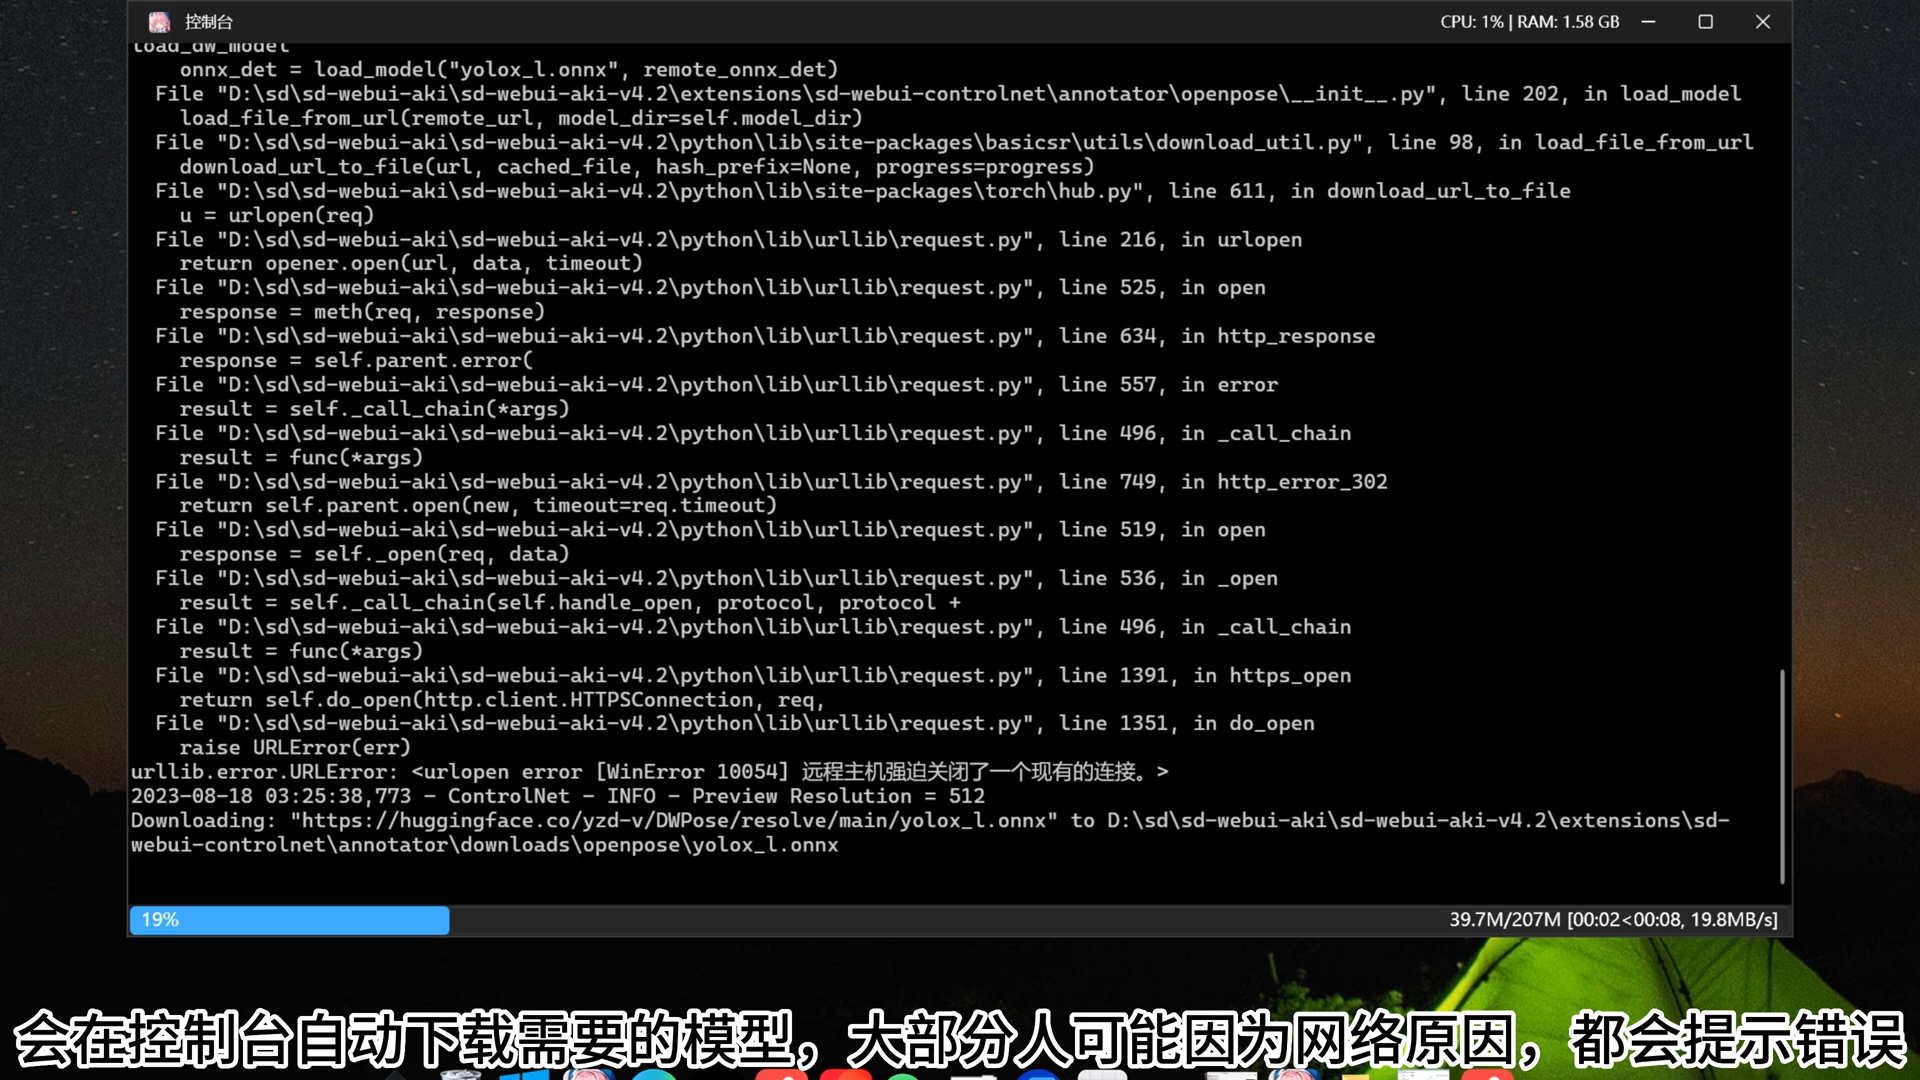 控制台
CPU: 1% | RAM: 1.58 GB
load_dw_model
onnx_det = load_model("yolox_l.onnx", remote_onnx_det)
File "D:\sd\sd-webui-aki\sd-webui-aki-v4.2\extensions\sd-webui-controlnet\annotator\openpose\__init__.py", line 202, in load_model
load_file_from_url(remote_url, model_dir=self.model_dir)
File "D:\sd\sd-webui-aki\sd-webui-aki-v4.2\python\lib\site-packages\basicsr\utils\download_util.py", line 98, in load_file_from_url
download_url_to_file(url, cached_file, hash_prefix=None, progress=progress)
File "D:\sd\sd-webui-aki\sd-webui-aki-v4.2\python\lib\site-packages\torch\hub.py", line 611, in download_url_to_file
u = urlopen(req)
File "D:\sd\sd-webui-aki\sd-webui-aki-v4.2\python\lib\urllib\request.py", line 216, in urlopen
return opener.open(url, data, timeout)
File "D:\sd\sd-webui-aki\sd-webui-aki-v4.2\python\lib\urllib\request.py", line 525, in open
response = meth(req, response)
File "D:\sd\sd-webui-aki\sd-webui-aki-v4.2\python\lib\urllib\request.py", line 634, in http_response
response = self.parent.error(
File "D:\sd\sd-webui-aki\sd-webui-aki-v4.2\python\lib\urllib\request.py", line 557, in error
result = self._call_chain(*args)
File "D:\sd\sd-webui-aki\sd-webui-aki-v4.2\python\lib\urllib\request.py", line 496, in _call_chain
result = func(*args)
File "D:\sd\sd-webui-aki\sd-webui-aki-v4.2\python\lib\urllib\request.py", line 749, in http_error_302
return self.parent.open(new, timeout=req.timeout)
File "D:\sd\sd-webui-aki\sd-webui-aki-v4.2\python\lib\urllib\request.py", line 519, in open
response = self._open(req, data)
File "D:\sd\sd-webui-aki\sd-webui-aki-v4.2\python\lib\urllib\request.py", line 536, in _open
result = self._call_chain(self.handle_open, protocol, protocol +
File "D:\sd\sd-webui-aki\sd-webui-aki-v4.2\python\lib\urllib\request.py", line 496, in _call_chain
result = func(*args)
File "D:\sd\sd-webui-aki\sd-webui-aki-v4.2\python\lib\urllib\request.py", line 1391, in https_open
return self.do_open(http.client.HTTPSConnection, req,
File "D:\sd\sd-webui-aki\sd-webui-aki-v4.2\python\lib\urllib\request.py", line 1351, in do_open
raise URLError(err)
urllib.error.URLError: <urlopen error [WinError 10054] 远程主机强迫关闭了一个现有的连接。>
2023-08-18 03:25:38,773 - ControlNet - INFO - Preview Resolution = 512
Downloading: "https://huggingface.co/yzd-v/DWPose/resolve/main/yolox_l.onnx" to D:\sd\sd-webui-aki\sd-webui-aki-v4.2\extensions\sd-
webui-controlnet\annotator\downloads\openpose\yolox_l.onnx
19%
39.7M/207M [00:02<00:08, 19.8MB/s]
会在控制台自动下载需要的模型，大部分人可能因为网络原因，都会提示错误